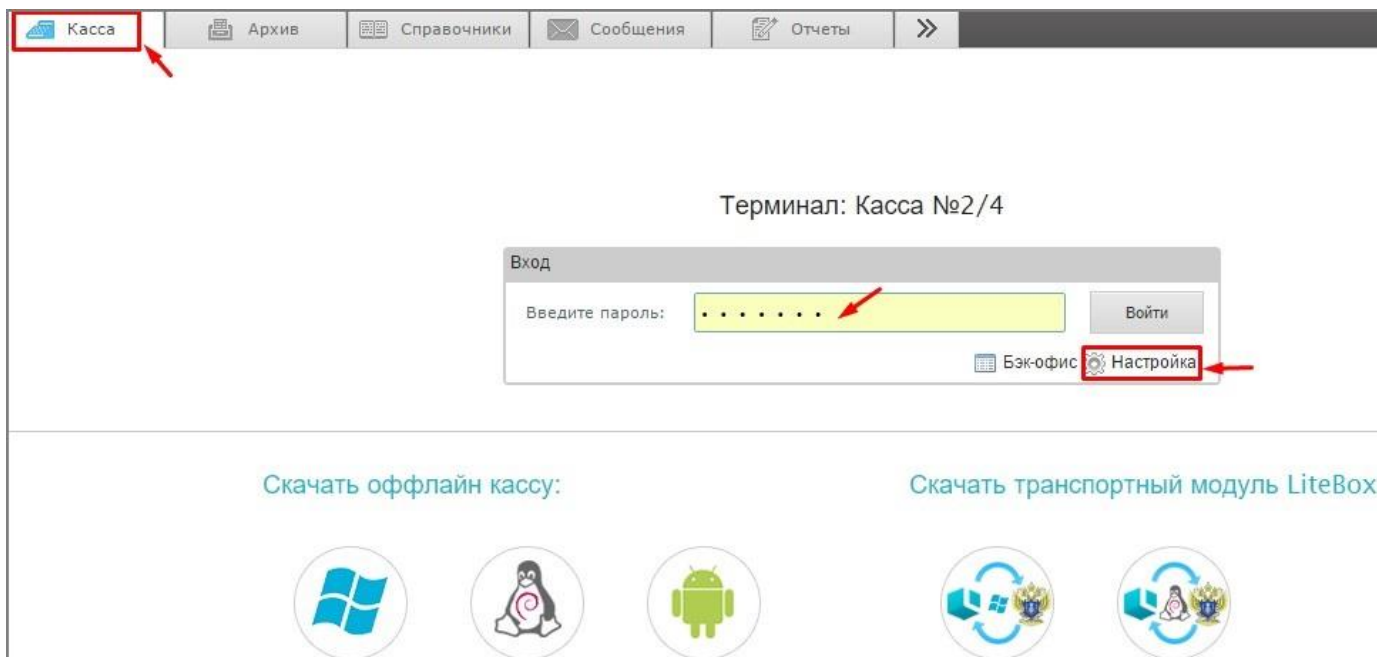 Касса Архив Справочники Сообщения Отчеты
Терминал: Касса №2/4
Вход
Введите пароль: Войти
Бэк-офис Настройка
Скачать оффлайн кассу: Скачать транспортный модуль LiteBox